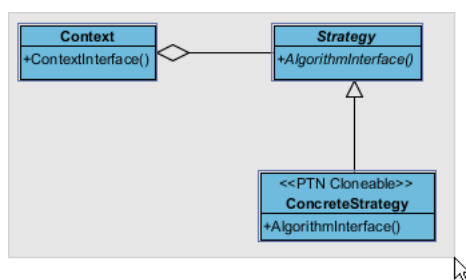 Context
+ContextInterface()
Strategy
+AlgorithmInterface()
<<PTN Cloneable>>
ConcreteStrategy
+AlgorithmInterface()